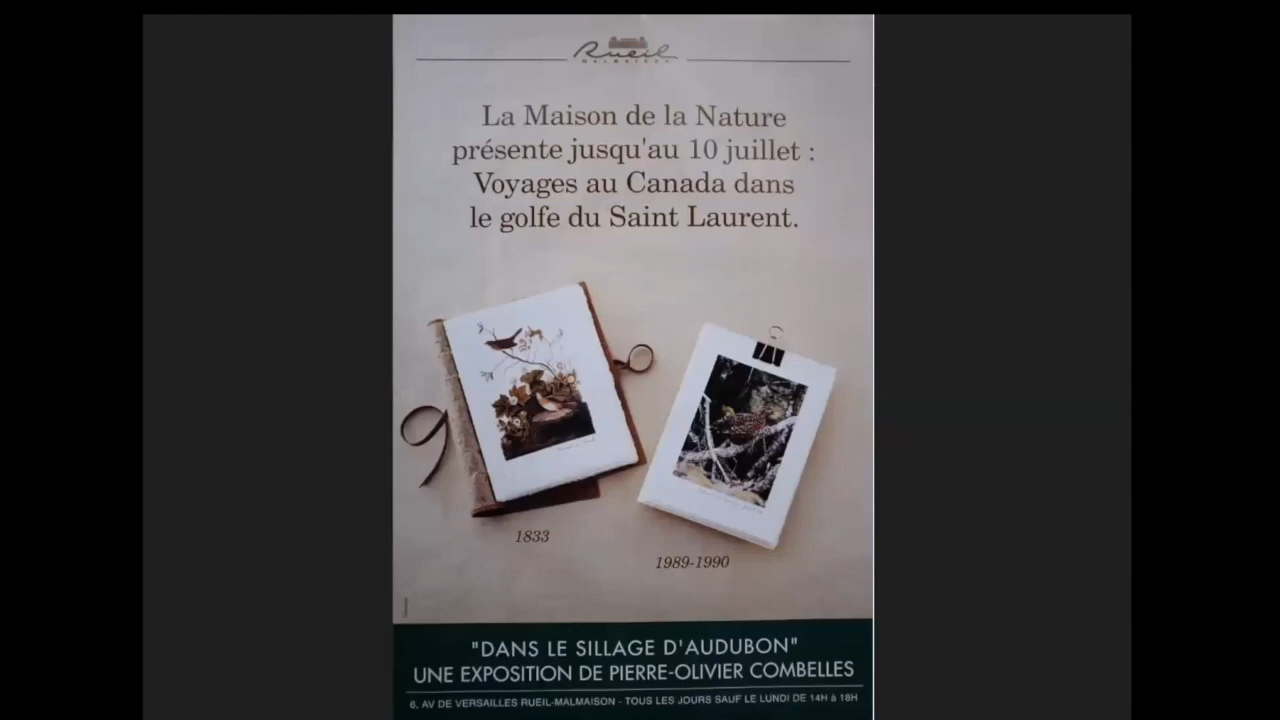 Rueil
MALMAISON
La Maison de la Nature
présente jusqu'au 10 juillet :
Voyages au Canada dans
le golfe du Saint Laurent.
1833
1989-1990
"DANS LE SILLAGE D'AUDUBON"
UNE EXPOSITION DE PIERRE-OLIVIER COMBELLES
6, AV DE VERSAILLES RUEIL-MALMAISON - TOUS LES JOURS SAUF LE LUNDI DE 14H à 18H